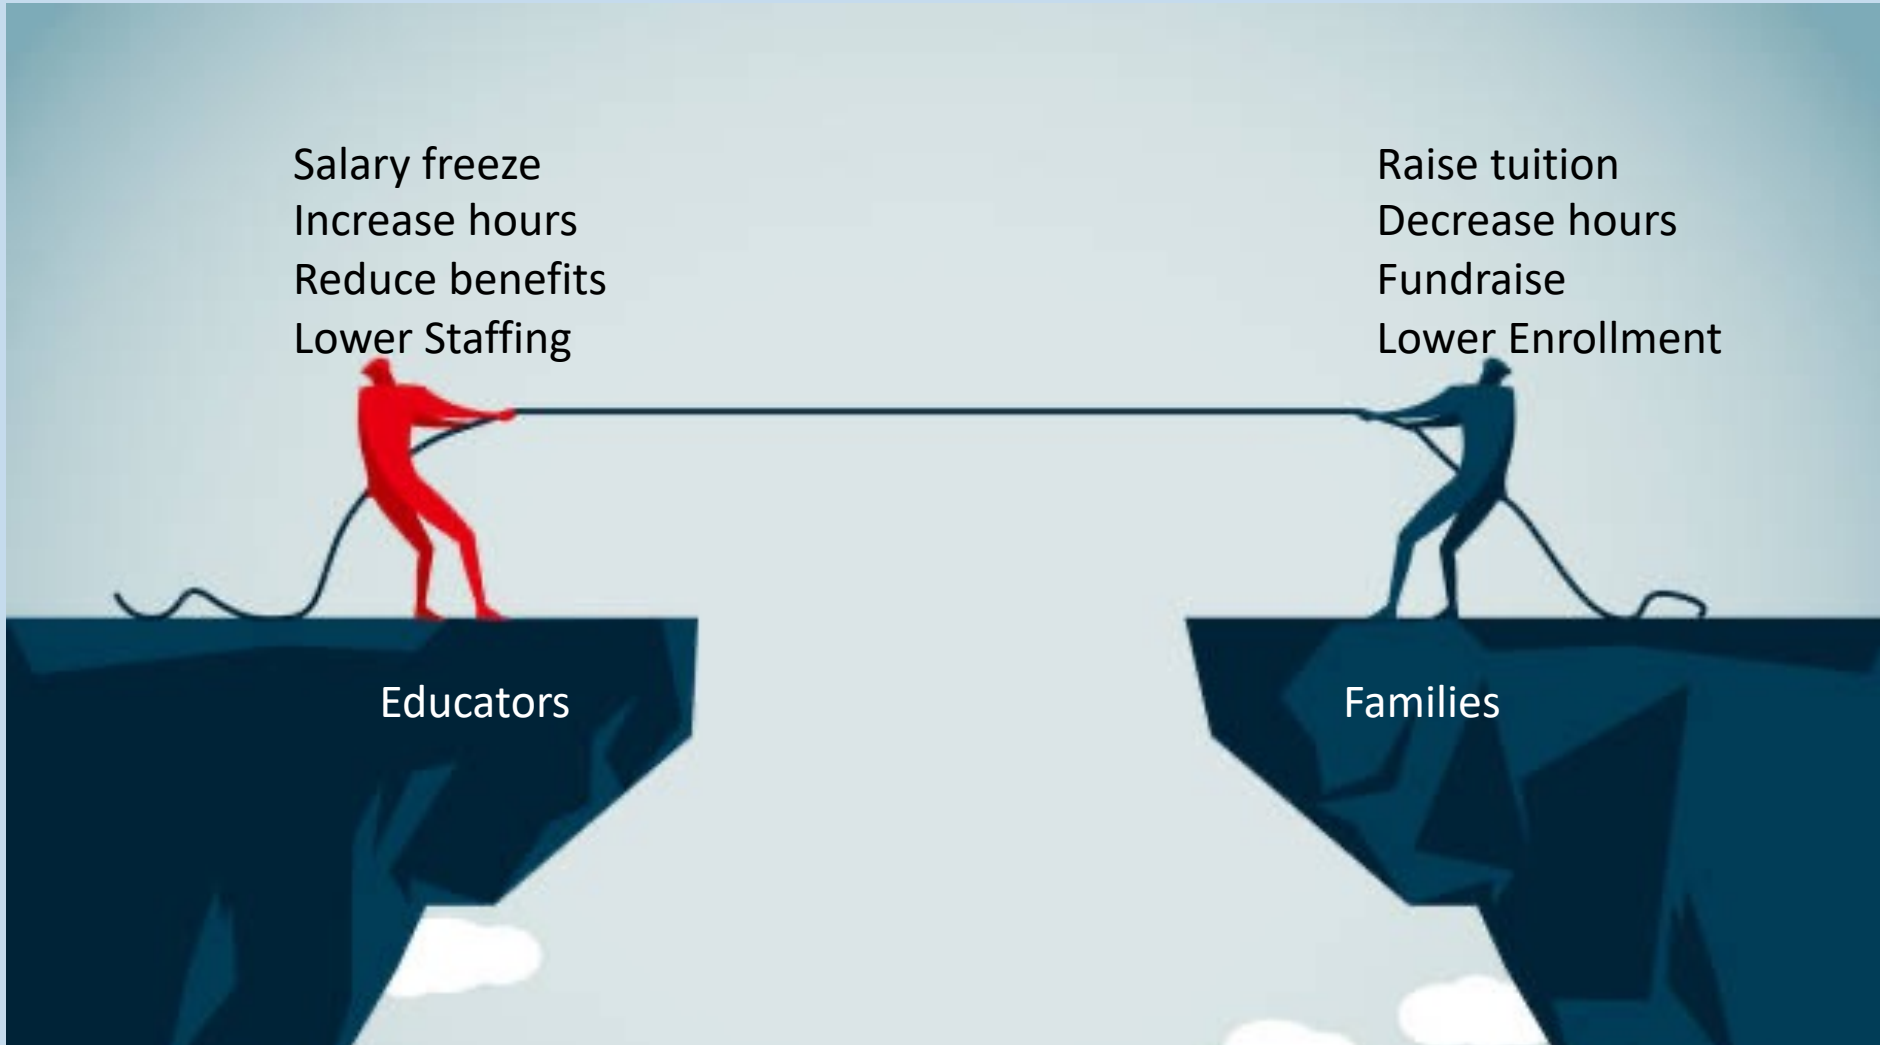 Salary freeze
Increase hours
Reduce benefits
Lower Staffing
Raise tuition
Decrease hours
Fundraise
Lower Enrollment
Educators
Families